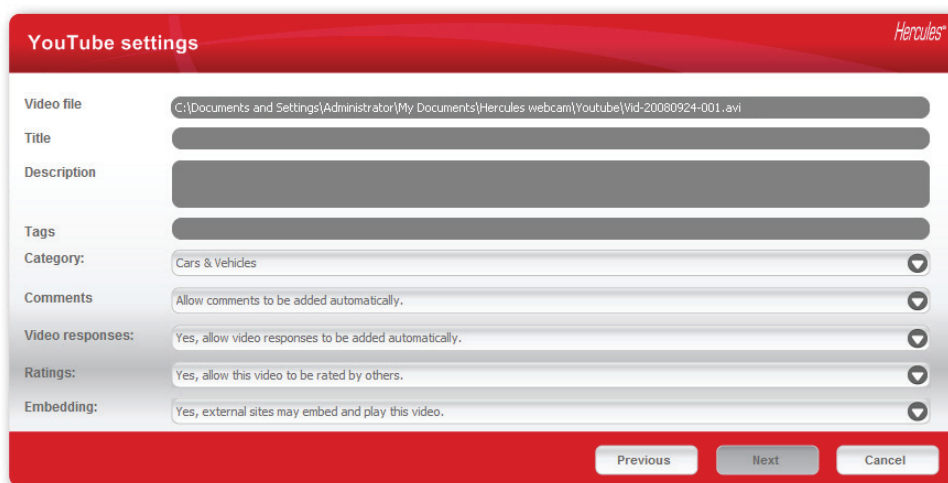 Hercules™
YouTube settings
Video file
C:\Documents and Settings\Administrator\My Documents\Hercules webcam\Youtube\Vid-20080924-001.avi
Title
Description
Tags
Category:
Cars & Vehicles
Comments
Allow comments to be added automatically.
Video responses:
Yes, allow video responses to be added automatically.
Ratings:
Yes, allow this video to be rated by others.
Embedding:
Yes, external sites may embed and play this video.
Previous
Next
Cancel